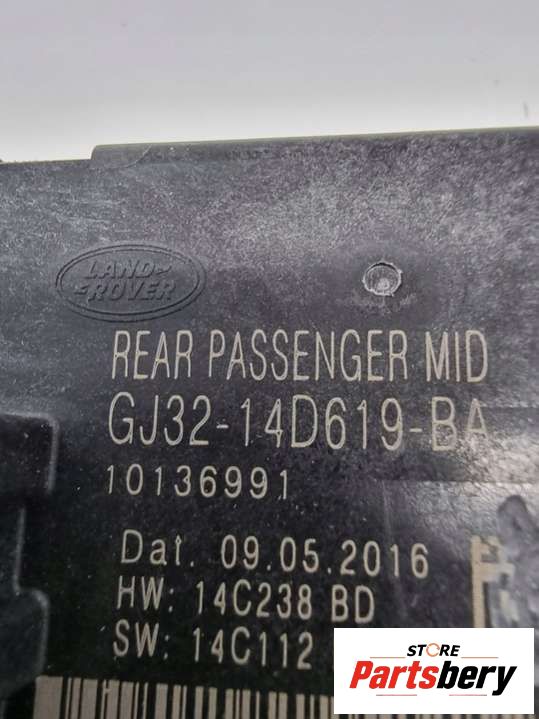 LAND-
-ROVER
REAR PASSENGER MID
GJ32-14D619-BA
10136991
Dat. 09.05.2016
HW: 14C238 BD
SW: 14C112
STORE
Partsbery